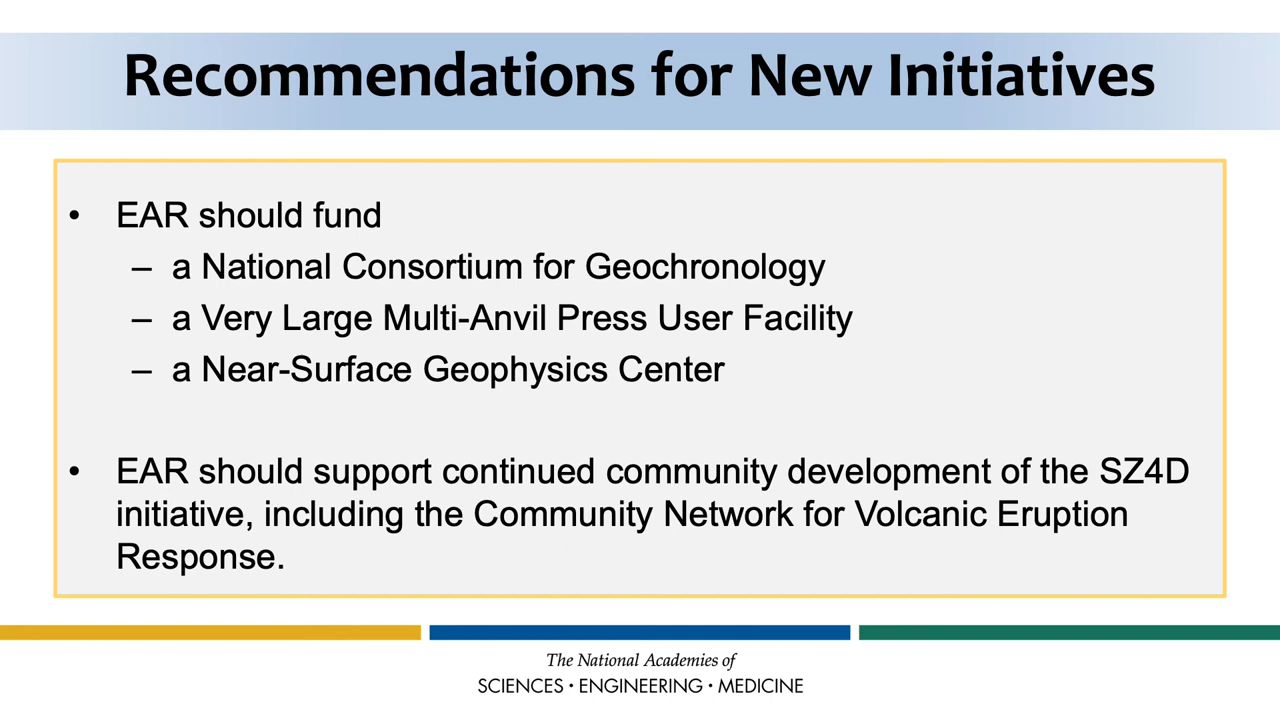 Recommendations for New Initiatives
• EAR should fund
– a National Consortium for Geochronology
– a Very Large Multi-Anvil Press User Facility
– a Near-Surface Geophysics Center
• EAR should support continued community development of the SZ4D
initiative, including the Community Network for Volcanic Eruption
Response.
The National Academies of
SCIENCES • ENGINEERING • MEDICINE